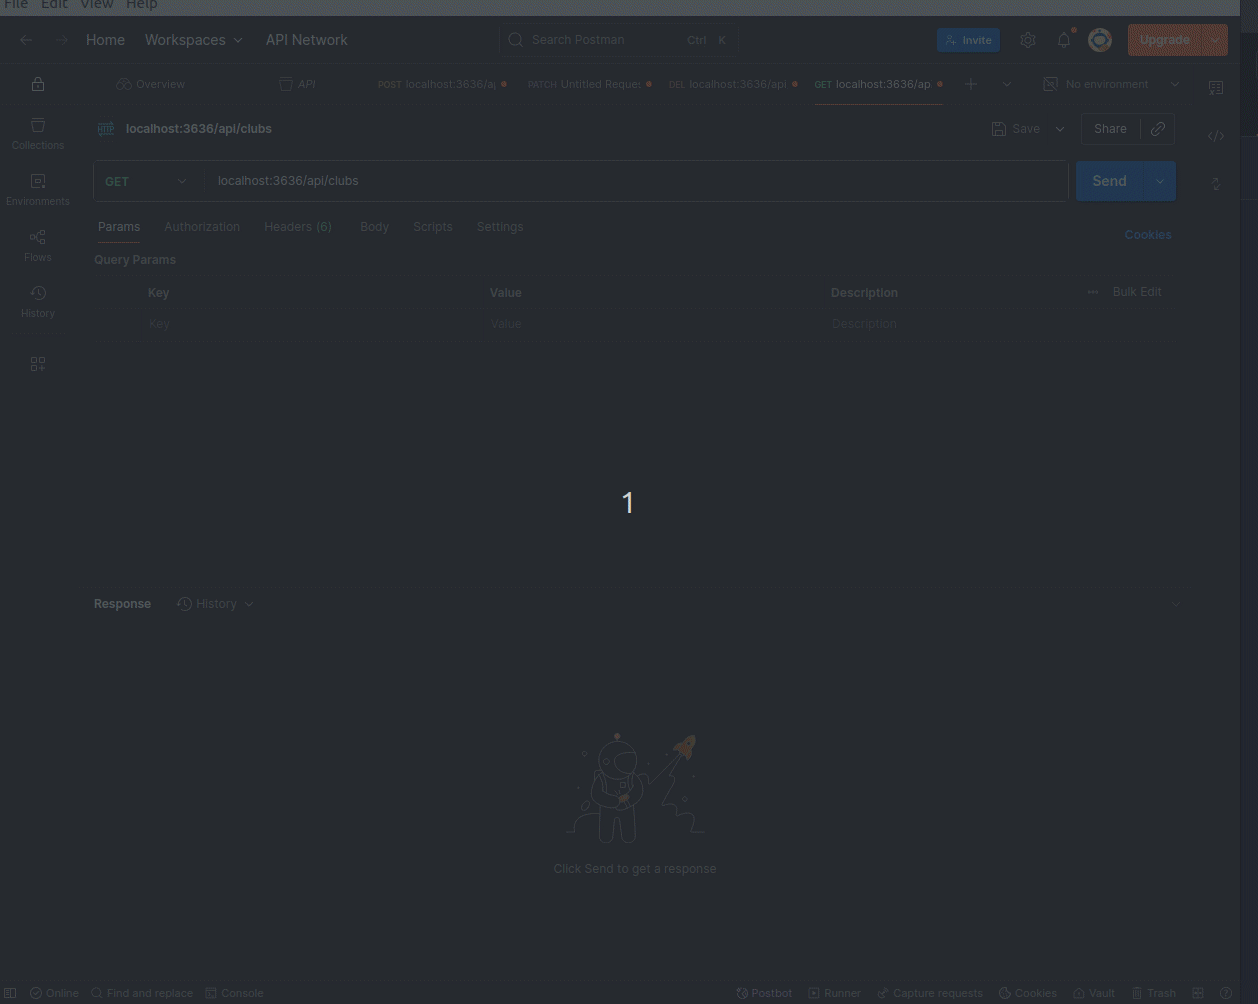 File Edit View Help
Home Workspaces API Network Search Postman Ctrl K Invite Upgrade
Overview API POST localhost:3636/a PATCH Untitled Reque DEL localhost:3636/api GET localhost:3636/ap No environment
HTTP localhost:3636/api/clubs Save Share
Collections
GET localhost:3636/api/clubs Send
Environments
Params Authorization Headers (6) Body Scripts Settings
Cookies
Flows
Query Params
Key Value Description Bulk Edit
History
Key Value Description
1
Response History
Click Send to get a response
Online Find and replace Console Postbot Runner Capture requests Cookies Vault Trash